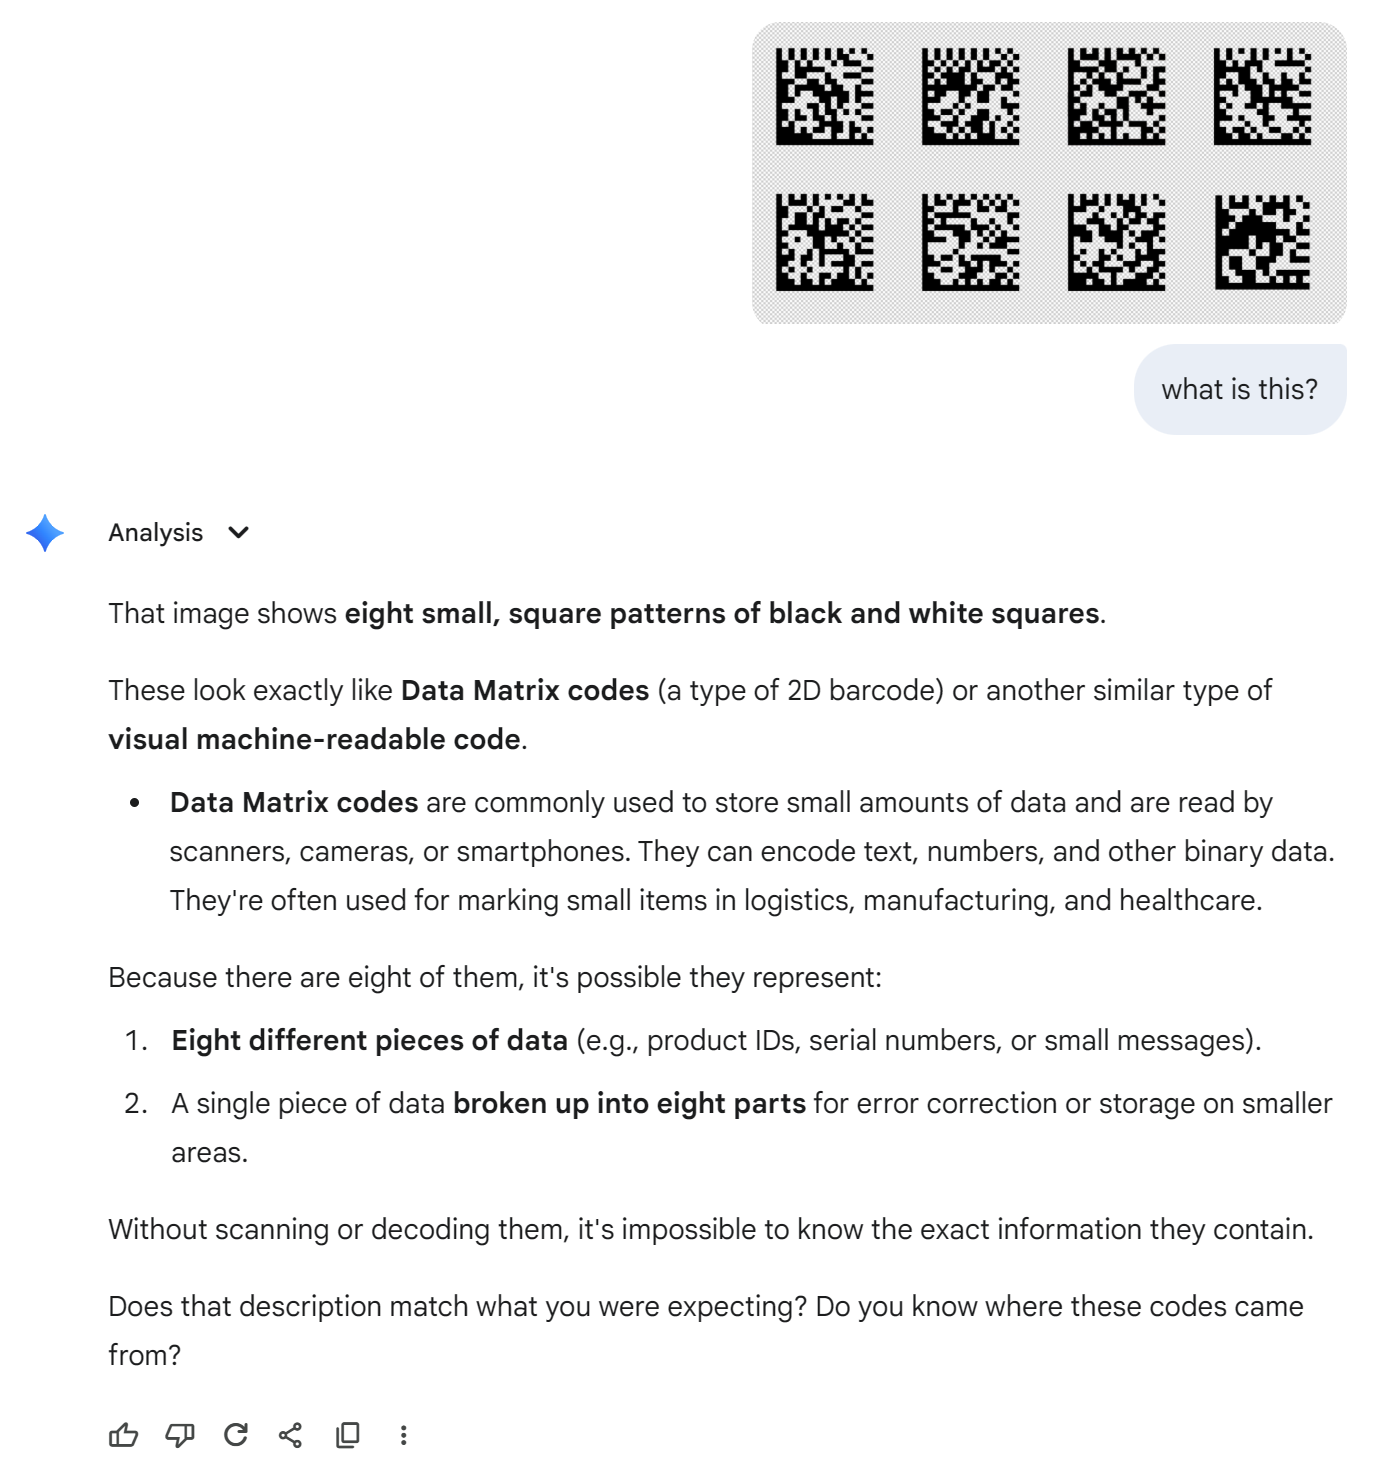 what is this?
Analysis
That image shows eight small, square patterns of black and white squares.
These look exactly like Data Matrix codes (a type of 2D barcode) or another similar type of
visual machine-readable code.
• Data Matrix codes are commonly used to store small amounts of data and are read by
scanners, cameras, or smartphones. They can encode text, numbers, and other binary data.
They're often used for marking small items in logistics, manufacturing, and healthcare.
Because there are eight of them, it's possible they represent:
1. Eight different pieces of data (e.g., product IDs, serial numbers, or small messages).
2. A single piece of data broken up into eight parts for error correction or storage on smaller
areas.
Without scanning or decoding them, it's impossible to know the exact information they contain.
Does that description match what you were expecting? Do you know where these codes came
from?